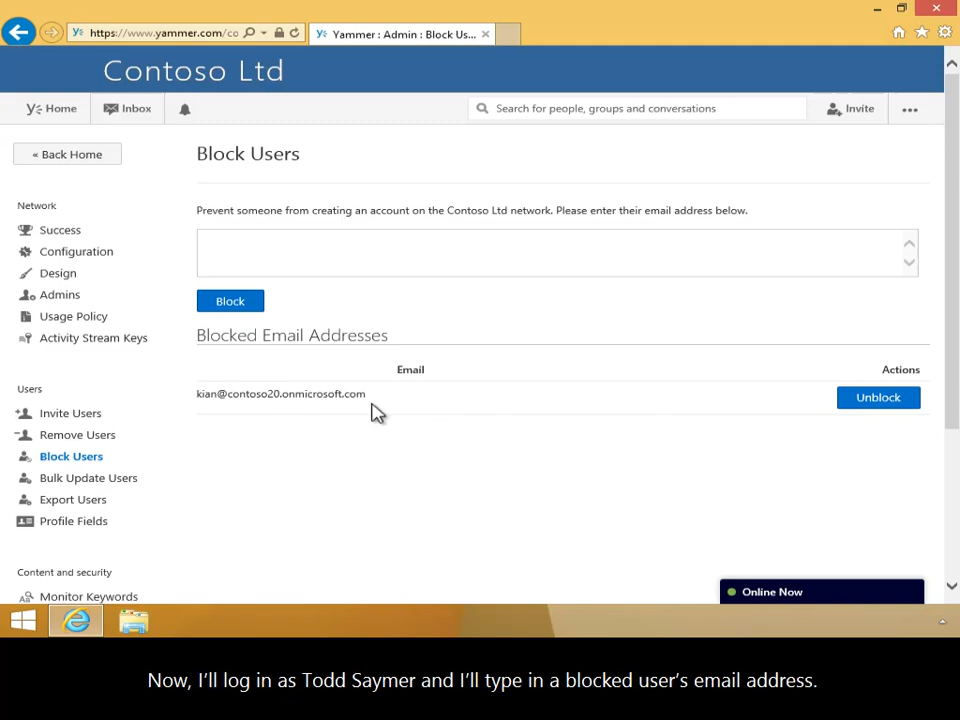 https://www.yammer.com/co
Yammer : Admin : Block Us...
Contoso Ltd
Home
Inbox
Search for people, groups and conversations
Invite
« Back Home
Block Users
Network
Prevent someone from creating an account on the Contoso Ltd network. Please enter their email address below.
Success
Configuration
Design
Admins
Block
Usage Policy
Blocked Email Addresses
Activity Stream Keys
Email
Actions
Users
kian@contoso20.onmicrosoft.com
Unblock
Invite Users
Remove Users
Block Users
Bulk Update Users
Export Users
Profile Fields
Content and security
Monitor Keywords
Online Now
Now, I’ll log in as Todd Saymer and I’ll type in a blocked user’s email address.